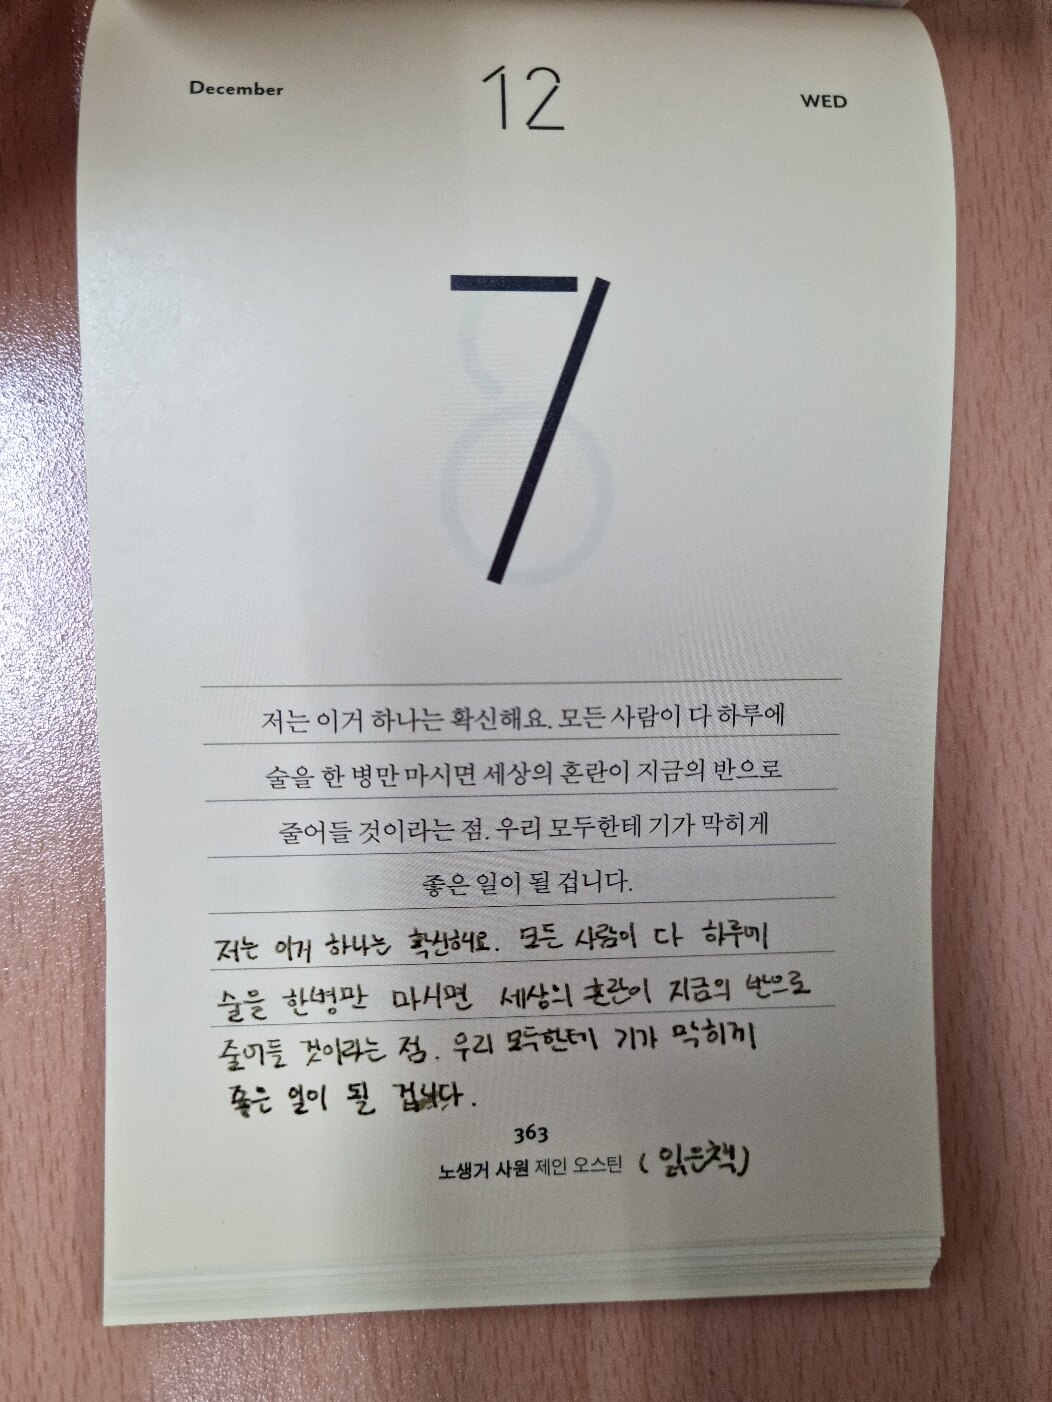 December 12 WED
7
저는 이거 하나는 확신해요. 모든 사람이 다 하루에
술을 한 병만 마시면 세상의 혼란이 지금의 반으로
줄어들 것이라는 점. 우리 모두한테 기가 막히게
좋은 일이 될 겁니다.
저는 이거 하나는 확신해요. 모든 사람이 다 하루에
술을 한병만 마시면 세상의 혼란이 지금의 반으로
줄어들 것이라는 점. 우리 모두한테 기가 막히게
좋은 일이 될 겁니다.
363
노생거 사원 제인 오스틴 (읽은책)